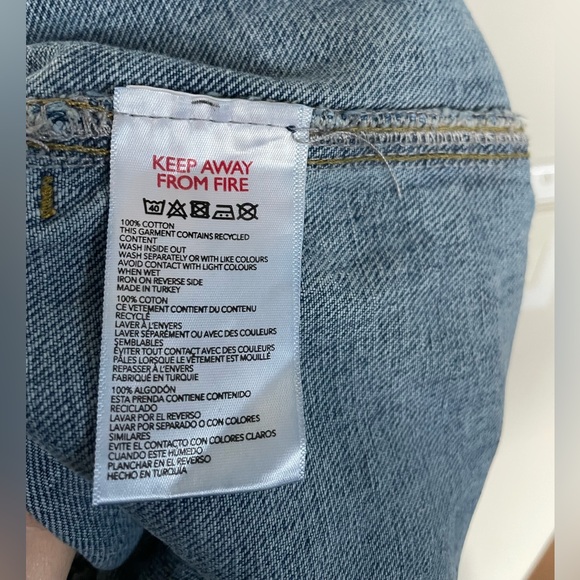 KEEP AWAY
FROM FIRE
40
100% COTTON
THIS GARMENT CONTAINS RECYCLED
CONTENT
WASH INSIDE OUT
WASH SEPARATELY OR WITH LIKE COLOURS
AVOID CONTACT WITH LIGHT COLOURS
WHEN WET
IRON ON REVERSE SIDE
MADE IN TURKEY
100% COTON
CE VETEMENT CONTIENT DU CONTENU
RECYCLÉ
LAVER À L'ENVERS
LAVER SÉPARÉMENT OU AVEC DES COULEURS
SEMBLABLES
ÉVITER TOUT CONTACT AVEC DES COULEURS
PÂLES LORSQUE LE VÊTEMENT EST MOUILLÉ
REPASSER À L'ENVERS
FABRIQUÉ EN TURQUIE
100% ALGODÓN
ESTA PRENDA CONTIENE CONTENIDO
RECICLADO
LAVAR POR EL REVERSO
LAVAR POR SEPARADO O CON COLORES
SIMILARES
EVITE EL CONTACTO CON COLORES CLAROS
CUANDO ESTE HÚMEDO
PLANCHAR EN EL REVERSO
HECHO EN TURQUÍA